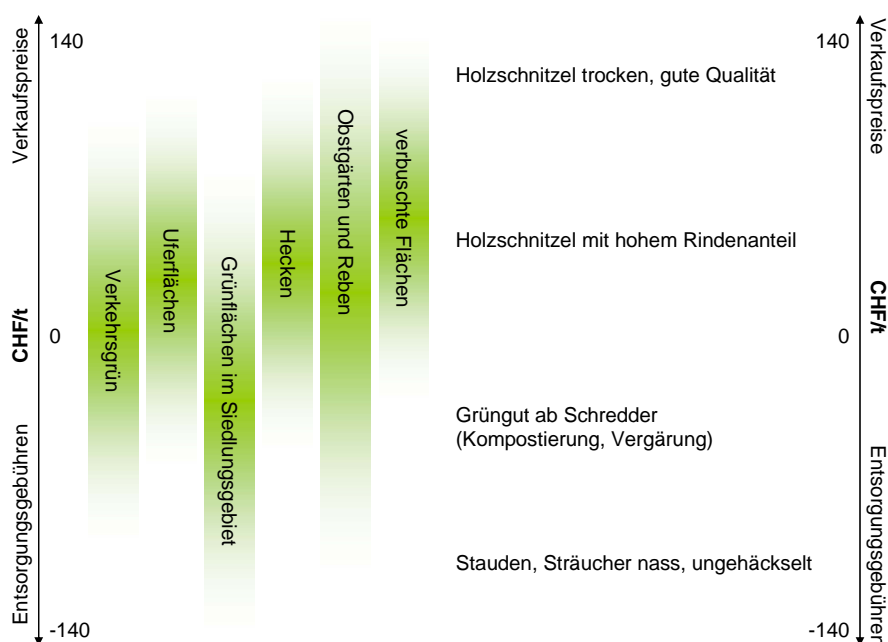 140
0
-140
Verkaufspreise
CHF/t
Entsorgungsgebühren
Verkehrsgrün
Uferflächen
Grünflächen im Siedlungsgebiet
Hecken
Obstgärten und Reben
verbuschte Flächen
Holzschnitzel trocken, gute Qualität
Holzschnitzel mit hohem Rindenanteil
Grüngut ab Schredder
(Kompostierung, Vergärung)
Stauden, Sträucher nass, ungehäckselt
140
0
-140
Verkaufspreise
CHF/t
Entsorgungsgebühren